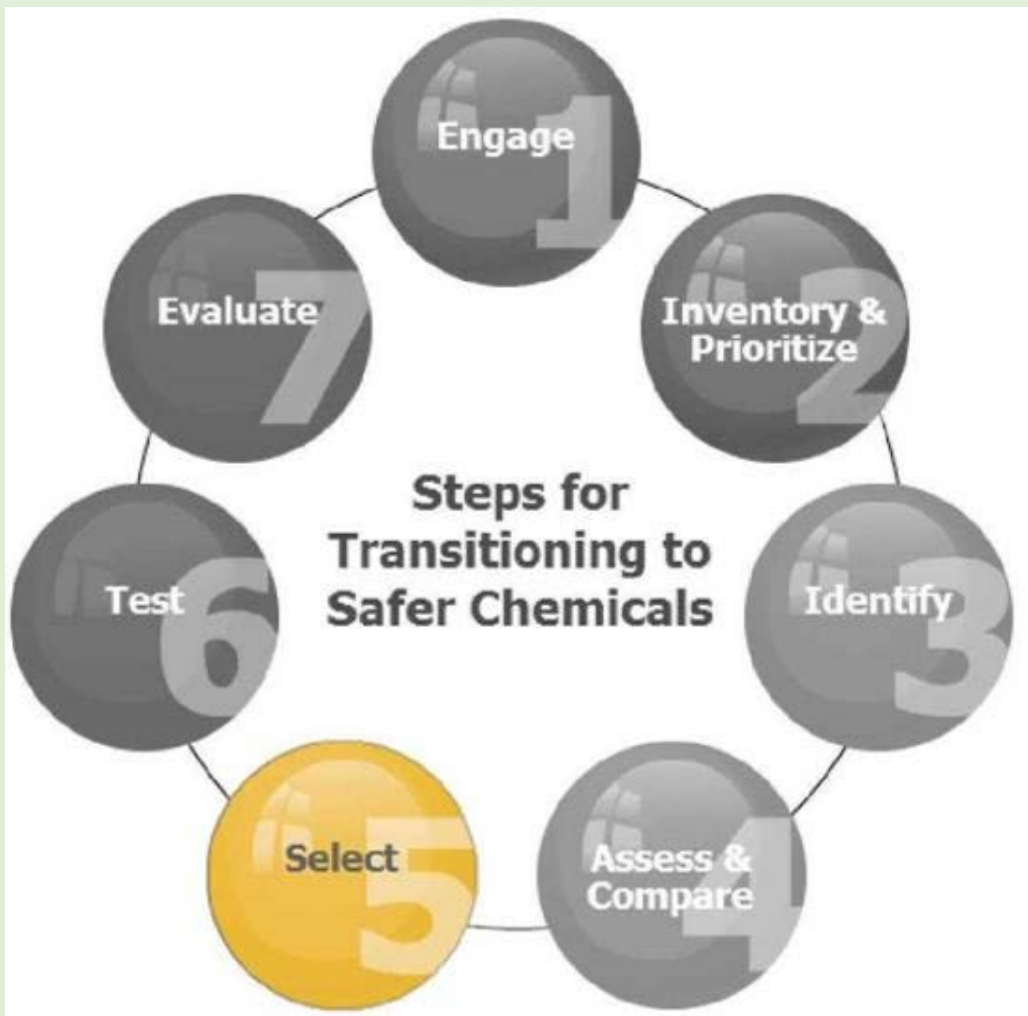 Engage
1
Inventory &
Prioritize
2
Identify
3
Assess &
Compare
4
Select
5
Test
6
Evaluate
7
Steps for
Transitioning to
Safer Chemicals